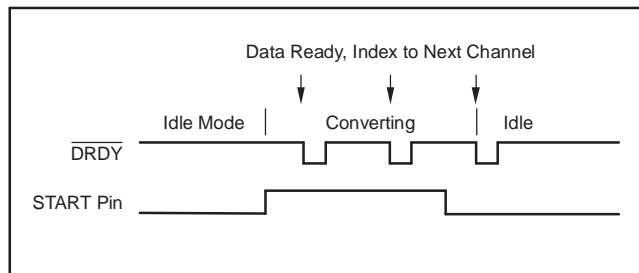 Data Ready, Index to Next Channel
Idle Mode Converting Idle
DRDY
START Pin